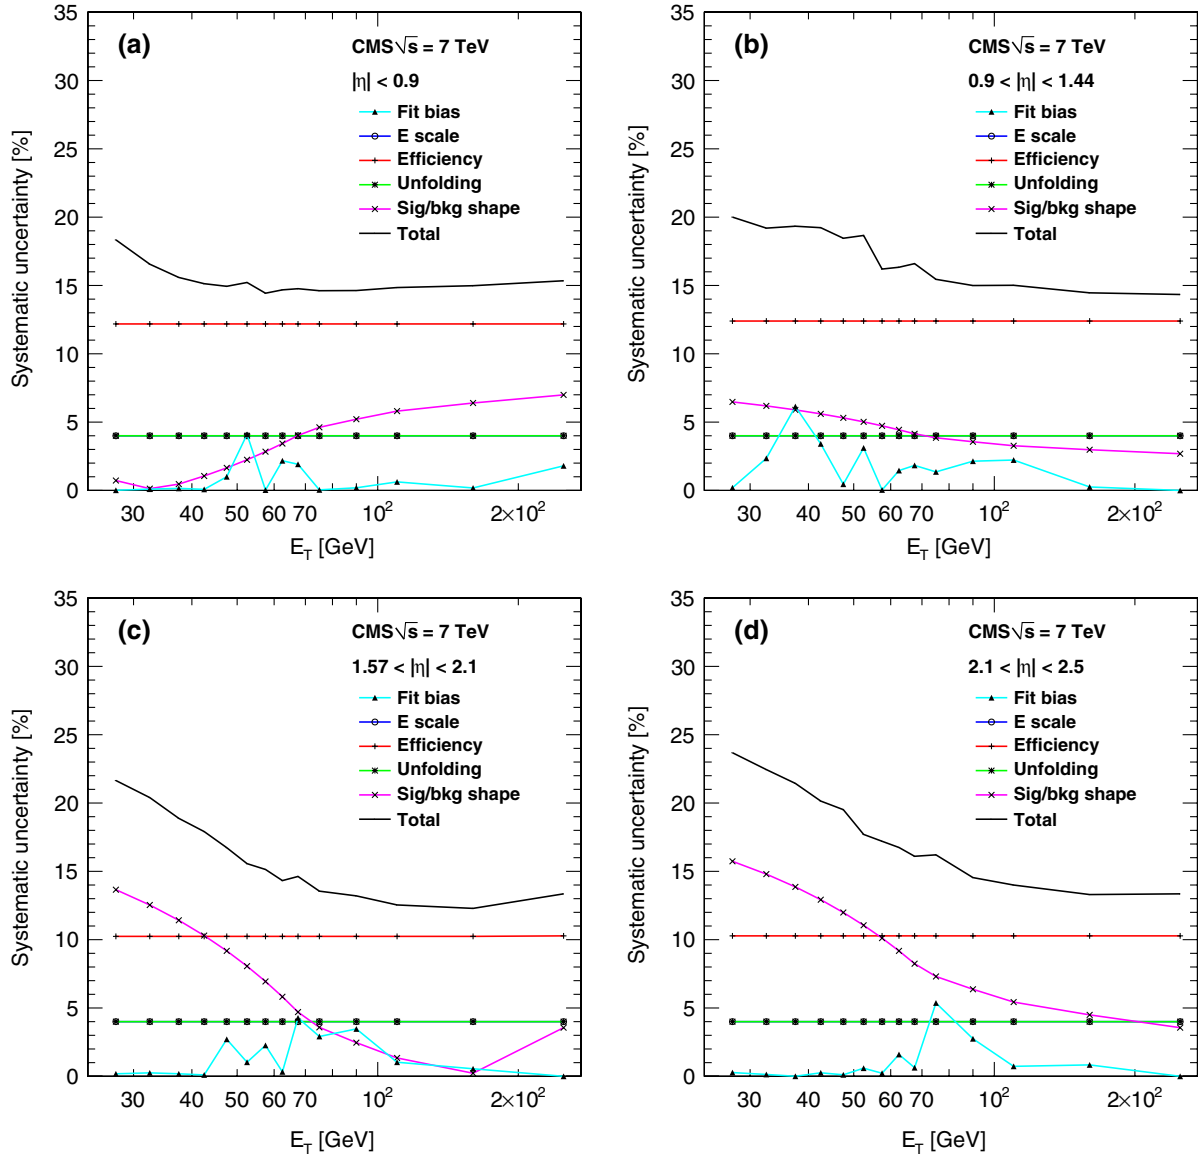 (a)
CMS√s = 7 TeV
|η| < 0.9
Fit bias
E scale
Efficiency
Unfolding
Sig/bkg shape
Total
Systematic uncertainty [%]
35
30
25
20
15
10
5
0
30 40 50 60 70 10² 2×10²
E_T [GeV]
(b)
CMS√s = 7 TeV
0.9 < |η| < 1.44
Fit bias
E scale
Efficiency
Unfolding
Sig/bkg shape
Total
Systematic uncertainty [%]
35
30
25
20
15
10
5
0
30 40 50 60 70 10² 2×10²
E_T [GeV]
(c)
CMS√s = 7 TeV
1.57 < |η| < 2.1
Fit bias
E scale
Efficiency
Unfolding
Sig/bkg shape
Total
Systematic uncertainty [%]
35
30
25
20
15
10
5
0
30 40 50 60 70 10² 2×10²
E_T [GeV]
(d)
CMS√s = 7 TeV
2.1 < |η| < 2.5
Fit bias
E scale
Efficiency
Unfolding
Sig/bkg shape
Total
Systematic uncertainty [%]
35
30
25
20
15
10
5
0
30 40 50 60 70 10² 2×10²
E_T [GeV]